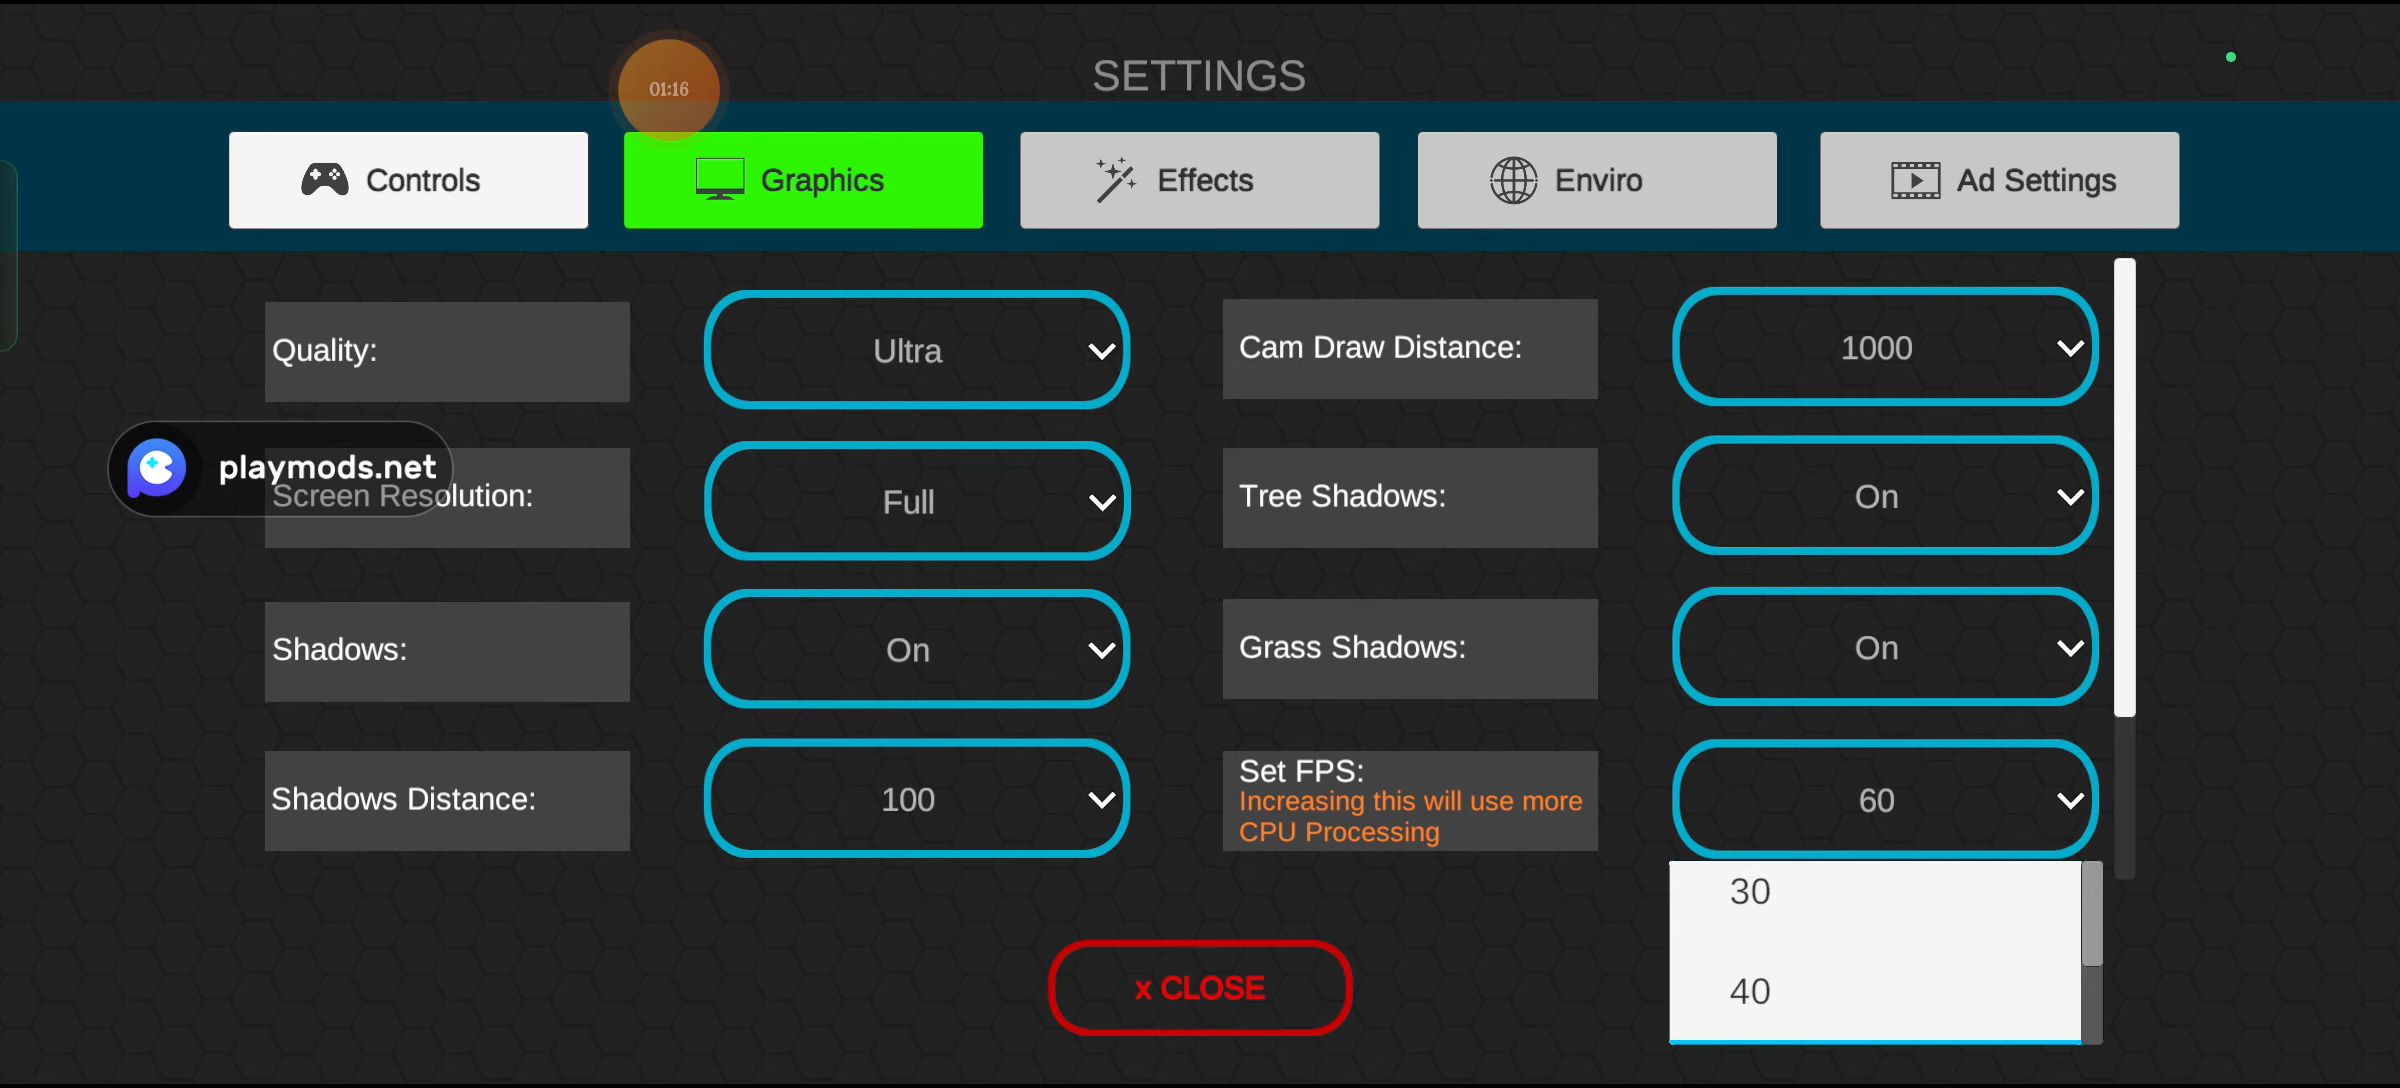 01:16
SETTINGS
Controls
Graphics
Effects
Enviro
Ad Settings
Quality:
Ultra
Cam Draw Distance:
1000
playmods.net
Screen Resolution:
Full
Tree Shadows:
On
Shadows:
On
Grass Shadows:
On
Shadows Distance:
100
Set FPS:
Increasing this will use more
CPU Processing
60
30
40
x CLOSE